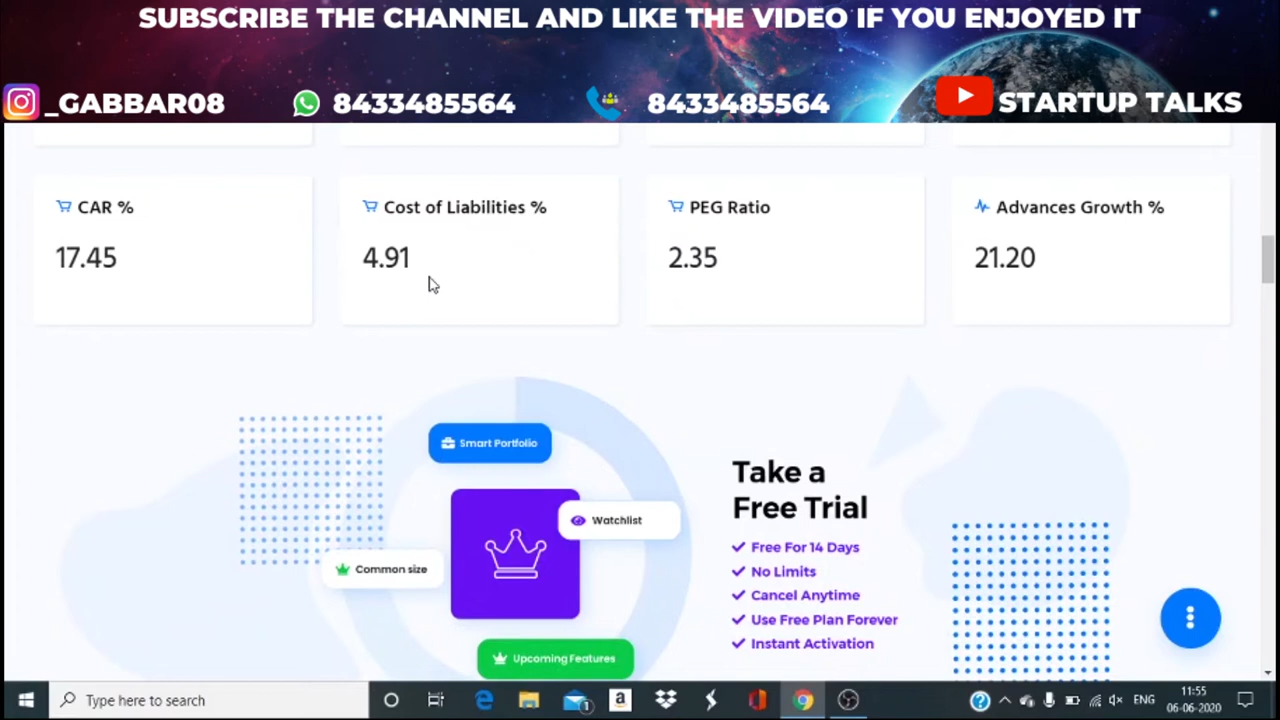 SUBSCRIBE THE CHANNEL AND LIKE THE VIDEO IF YOU ENJOYED IT
_GABBAR08 8433485564 8433485564 STARTUP TALKS
CAR % Cost of Liabilities % PEG Ratio Advances Growth %
17.45 4.91 2.35 21.20
Smart Portfolio
Watchlist
Common size
Upcoming Features
Take a
Free Trial
Free For 14 Days
No Limits
Cancel Anytime
Use Free Plan Forever
Instant Activation
Type here to search
1
ENG
11:55
06-06-2020